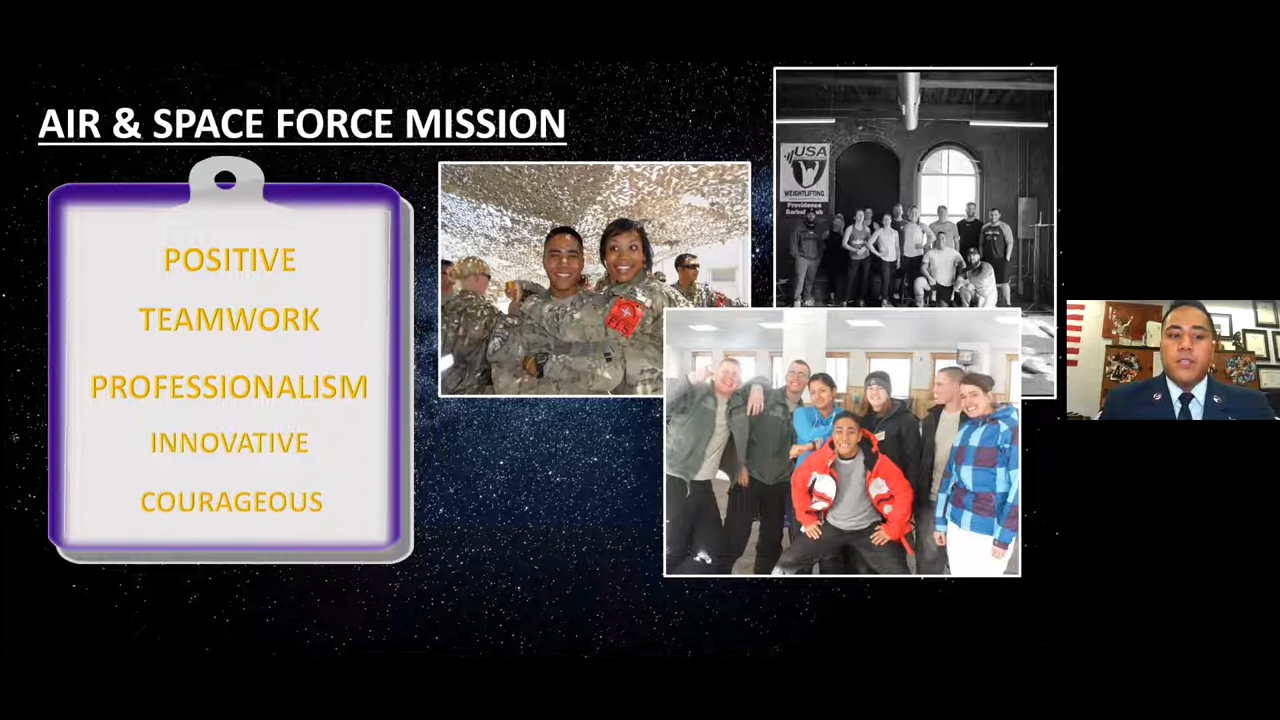 AIR & SPACE FORCE MISSION
POSITIVE
TEAMWORK
PROFESSIONALISM
INNOVATIVE
COURAGEOUS
USA
WEIGHTLIFTING
Providence